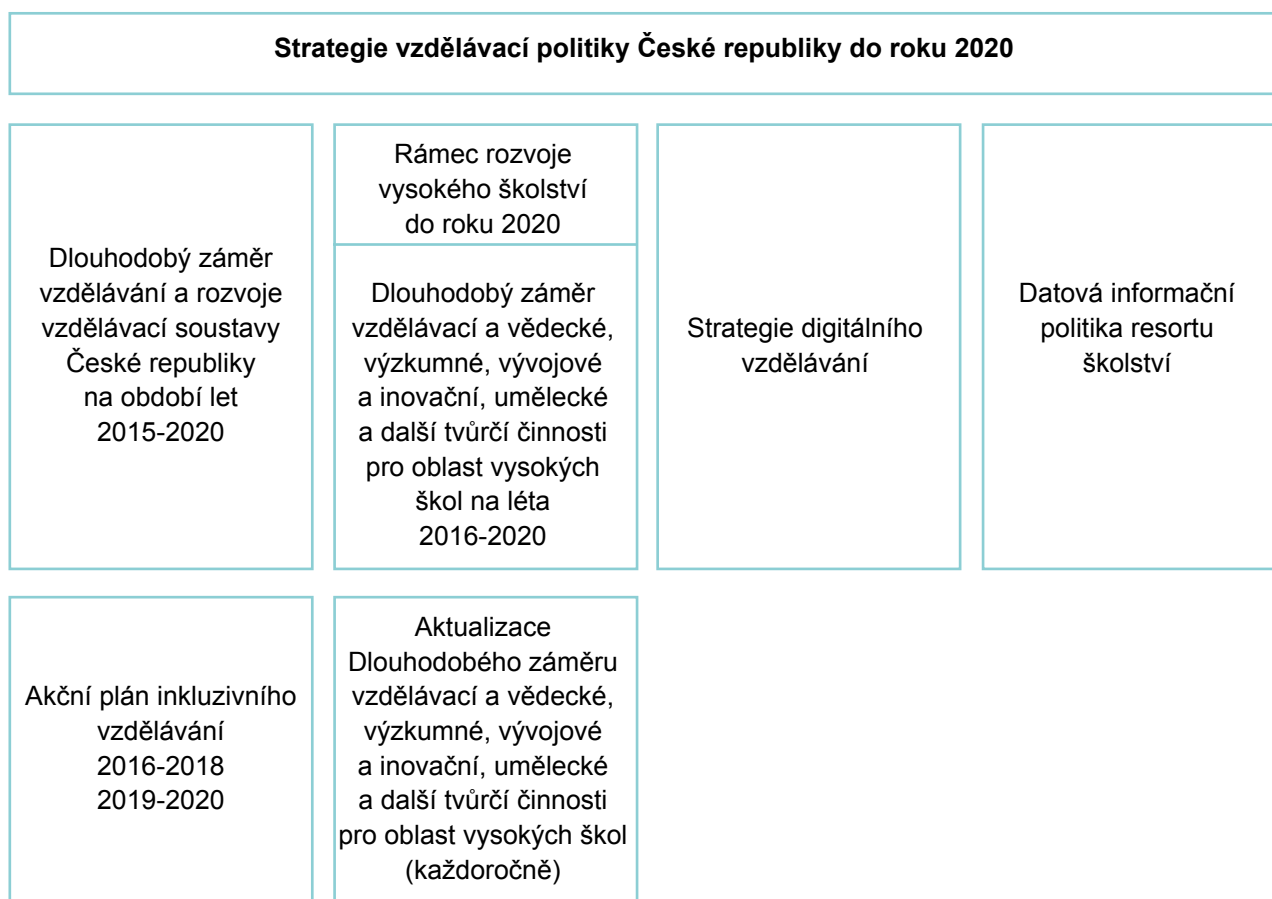 Strategie vzdělávací politiky České republiky do roku 2020
Dlouhodobý záměr
vzdělávání a rozvoje
vzdělávací soustavy
České republiky
na období let
2015-2020
Rámec rozvoje
vysokého školství
do roku 2020
Dlouhodobý záměr
vzdělávací a vědecké,
výzkumné, vývojové
a inovační, umělecké
a další tvůrčí činnosti
pro oblast vysokých
škol na léta
2016-2020
Strategie digitálního
vzdělávání
Datová informační
politika resortu
školství
Akční plán inkluzivního
vzdělávání
2016-2018
2019-2020
Aktualizace
Dlouhodobého záměru
vzdělávací a vědecké,
výzkumné, vývojové
a inovační, umělecké
a další tvůrčí činnosti
pro oblast vysokých škol
(každoročně)